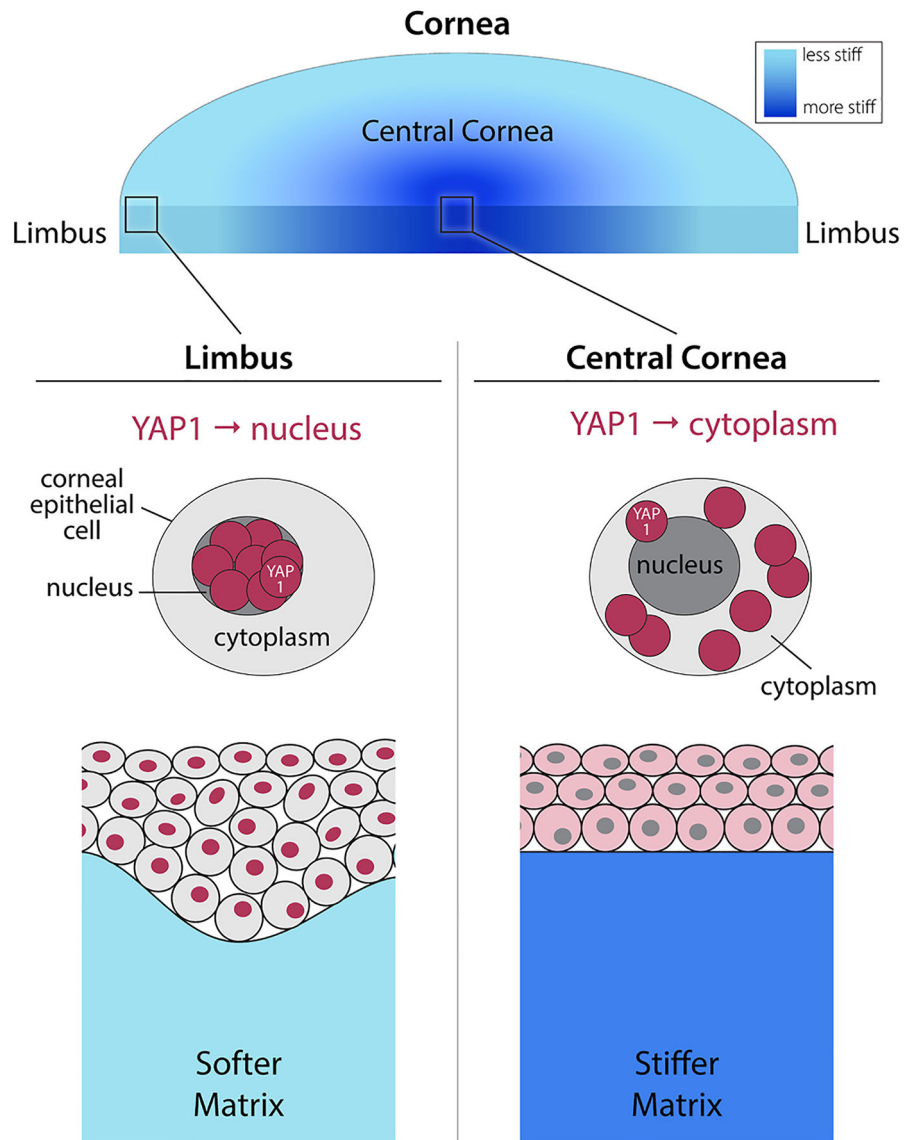 Cornea
less stiff
more stiff
Central Cornea
Limbus
Limbus
Limbus
Central Cornea
YAP1 → nucleus
YAP1 → cytoplasm
corneal
epithelial
cell
nucleus
YAP
1
cytoplasm
YAP
1
nucleus
cytoplasm
Softer
Matrix
Stiffer
Matrix